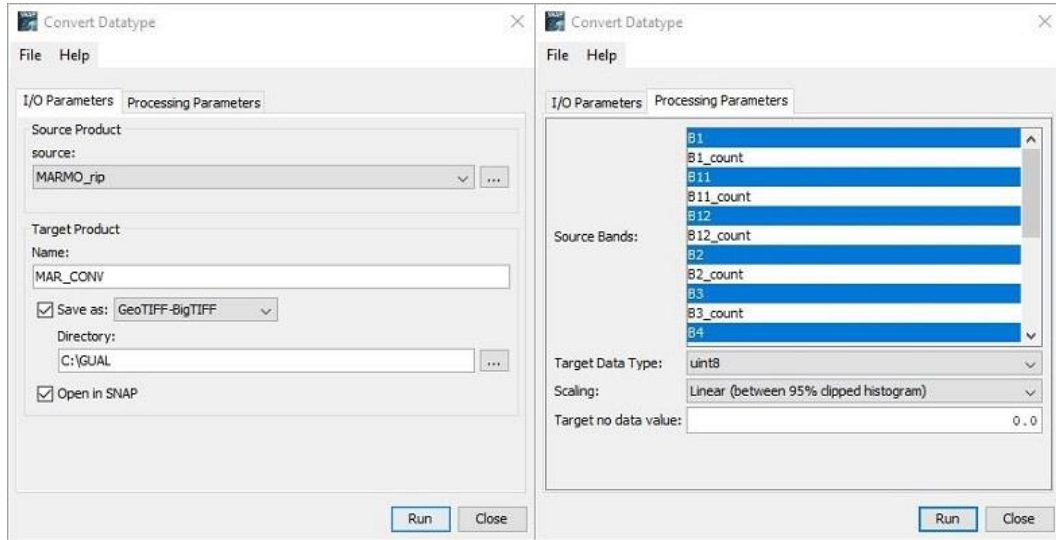 Convert Datatype
File Help
I/O Parameters Processing Parameters
Source Product
source:
MARMO_rip
...
Target Product
Name:
MAR_CONV
Save as: GeoTIFF-BigTIFF
Directory:
C:\GUAL
...
Open in SNAP
Run Close
Convert Datatype
File Help
I/O Parameters Processing Parameters
Source Bands:
B1
B1_count
B11
B11_count
B12
B12_count
B2
B2_count
B3
B3_count
B4
Target Data Type: uint8
Scaling: Linear (between 95% clipped histogram)
Target no data value: 0.0
Run Close